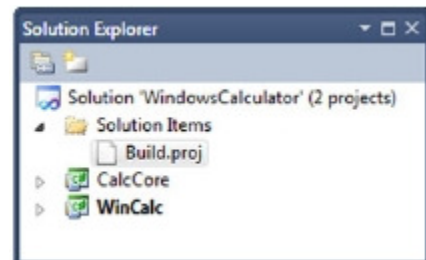 Solution Explorer
Solution 'WindowsCalculator' (2 projects)
Solution Items
Build.proj
CalcCore
WinCalc